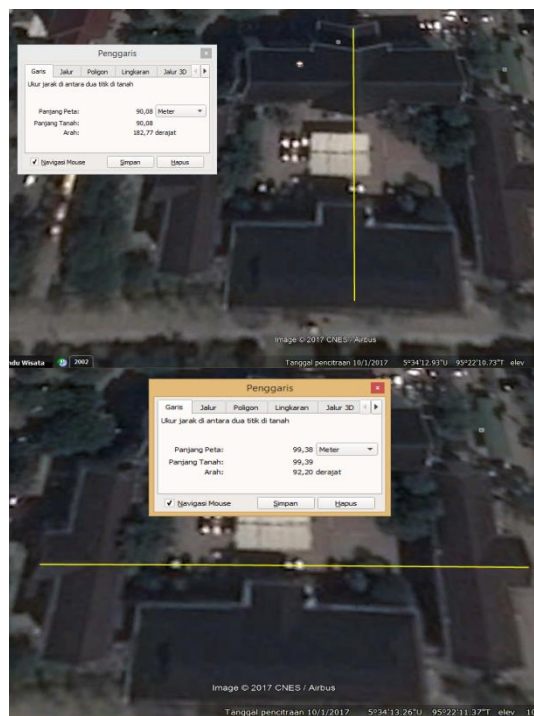 Penggaris
Garis Jalur Poligon Lingkaran Jalur 3D
Ukur jarak di antara dua titik di tanah
Panjang Peta: 90,08 Meter
Panjang Tanah: 90,08
Arah: 182,77 derajat
Navigasi Mouse Simpan Hapus
Image © 2017 CNES / Airbus
ndu Wisata 2002 Tanggal pencitraan 10/1/2017 5°34'12.93"U 95°22'10.73"T elev
Penggaris
Garis Jalur Poligon Lingkaran Jalur 3D
Ukur jarak di antara dua titik di tanah
Panjang Peta: 99,38 Meter
Panjang Tanah: 99,39
Arah: 92,20 derajat
Navigasi Mouse Simpan Hapus
Image © 2017 CNES / Airbus
Tanggal pencitraan 10/1/2017 5°34'13.26"U 95°22'11.37"T elev 10